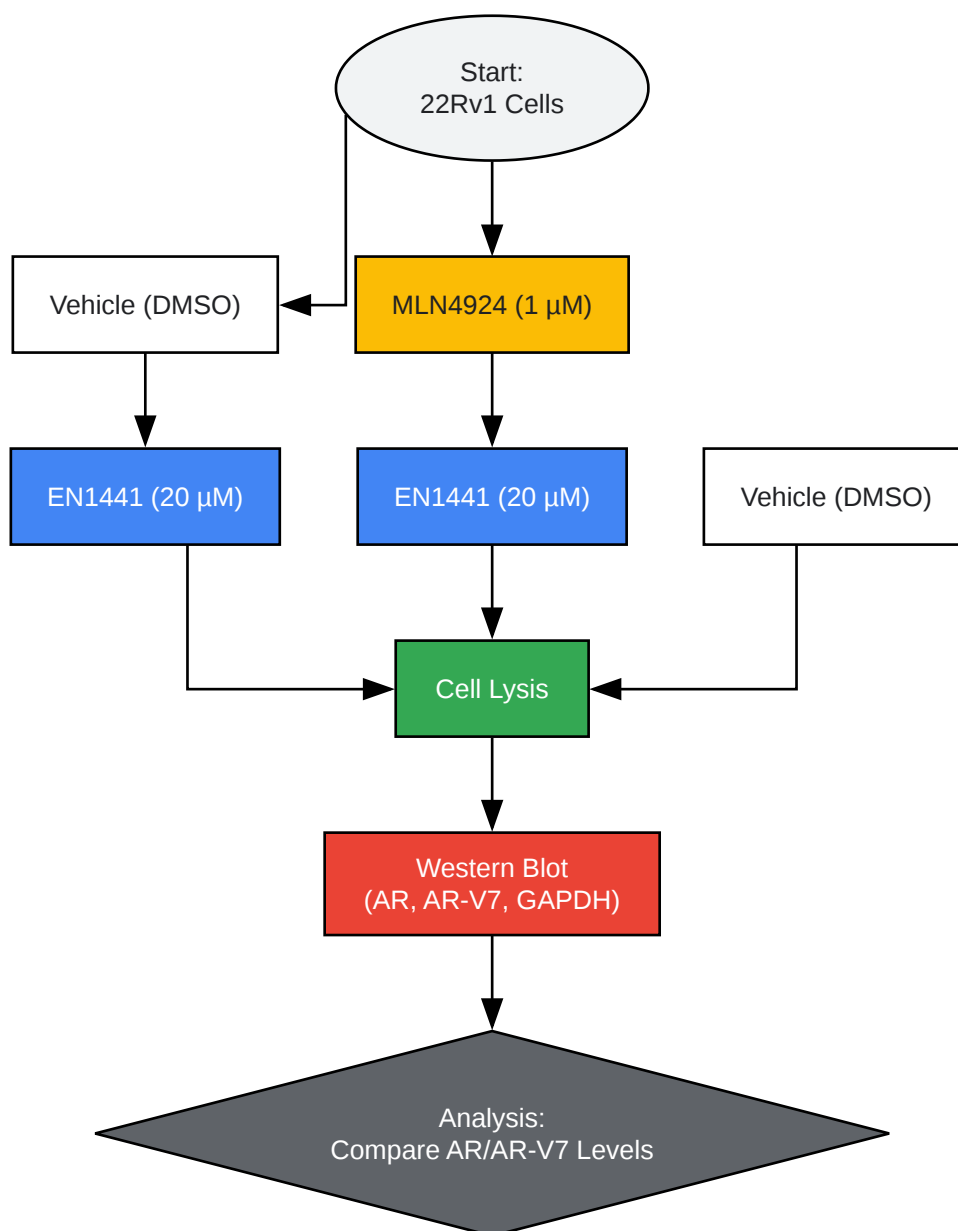 Start:
22Rv1 Cells
Vehicle (DMSO)
MLN4924 (1 µM)
EN1441 (20 µM)
EN1441 (20 µM)
Vehicle (DMSO)
Cell Lysis
Western Blot
(AR, AR-V7, GAPDH)
Analysis:
Compare AR/AR-V7 Levels